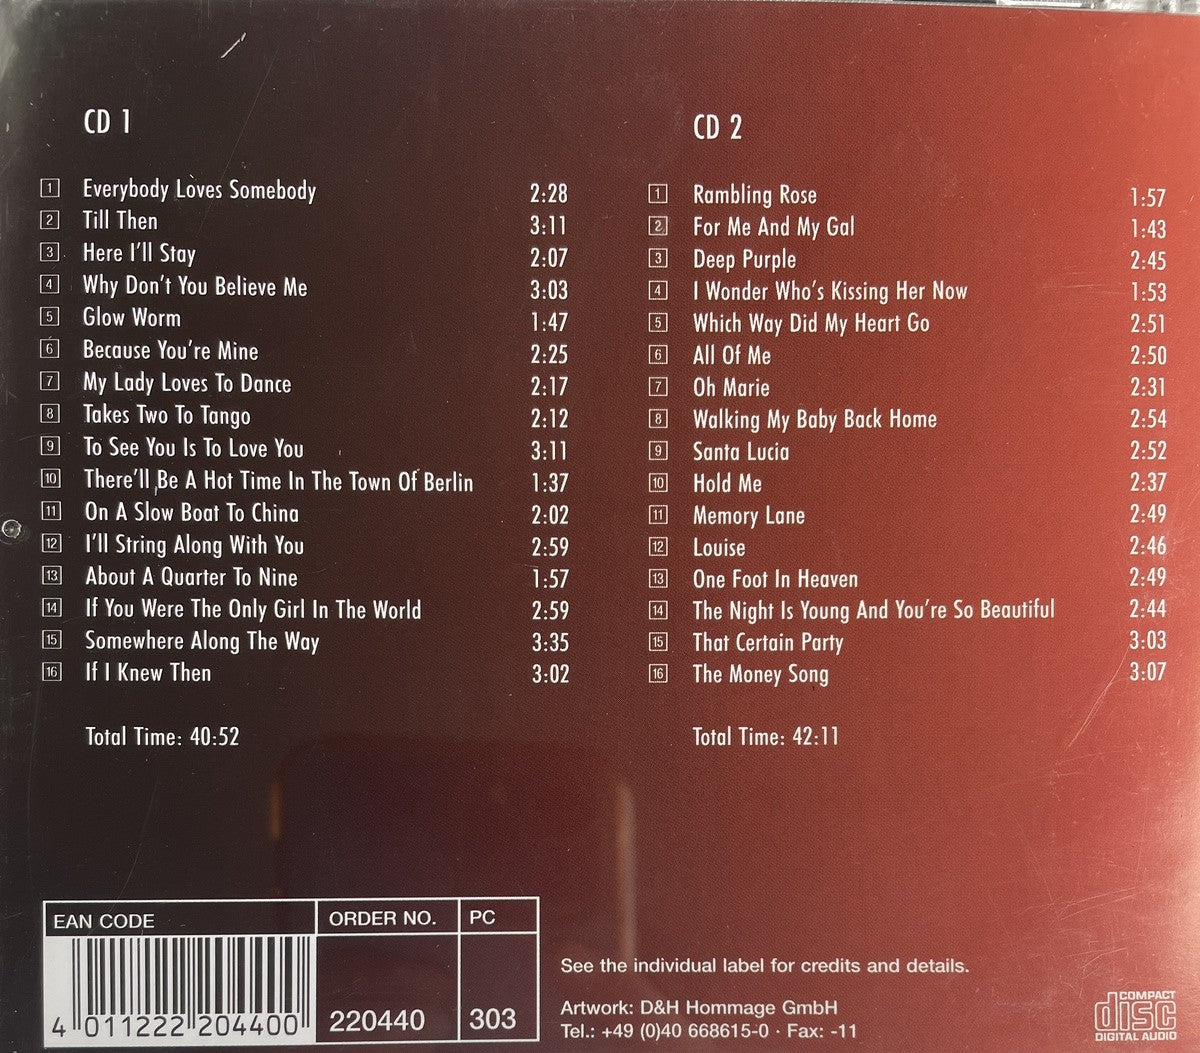 CD 1
1 Everybody Loves Somebody 2:28
2 Till Then 3:11
3 Here I'll Stay 2:07
4 Why Don't You Believe Me 3:03
5 Glow Worm 1:47
6 Because You're Mine 2:25
7 My Lady Loves To Dance 2:17
8 Takes Two To Tango 2:12
9 To See You Is To Love You 3:11
10 There'll Be A Hot Time In The Town Of Berlin 1:37
11 On A Slow Boat To China 2:02
12 I'll String Along With You 2:59
13 About A Quarter To Nine 1:57
14 If You Were The Only Girl In The World 2:59
15 Somewhere Along The Way 3:35
16 If I Knew Then 3:02
Total Time: 40:52
CD 2
1 Rambling Rose 1:57
2 For Me And My Gal 1:43
3 Deep Purple 2:45
4 I Wonder Who's Kissing Her Now 1:53
5 Which Way Did My Heart Go 2:51
6 All Of Me 2:50
7 Oh Marie 2:31
8 Walking My Baby Back Home 2:54
9 Santa Lucia 2:52
10 Hold Me 2:37
11 Memory Lane 2:49
12 Louise 2:46
13 One Foot In Heaven 2:49
14 The Night Is Young And You're So Beautiful 2:44
15 That Certain Party 3:03
16 The Money Song 3:07
Total Time: 42:11
EAN CODE ORDER NO. PC
4 011222 204400 220440 303
See the individual label for credits and details.
Artwork: D&H Hommage GmbH
Tel.: +49 (0)40 668615-0 · Fax: -11
COMPACT
disc
DIGITAL AUDIO